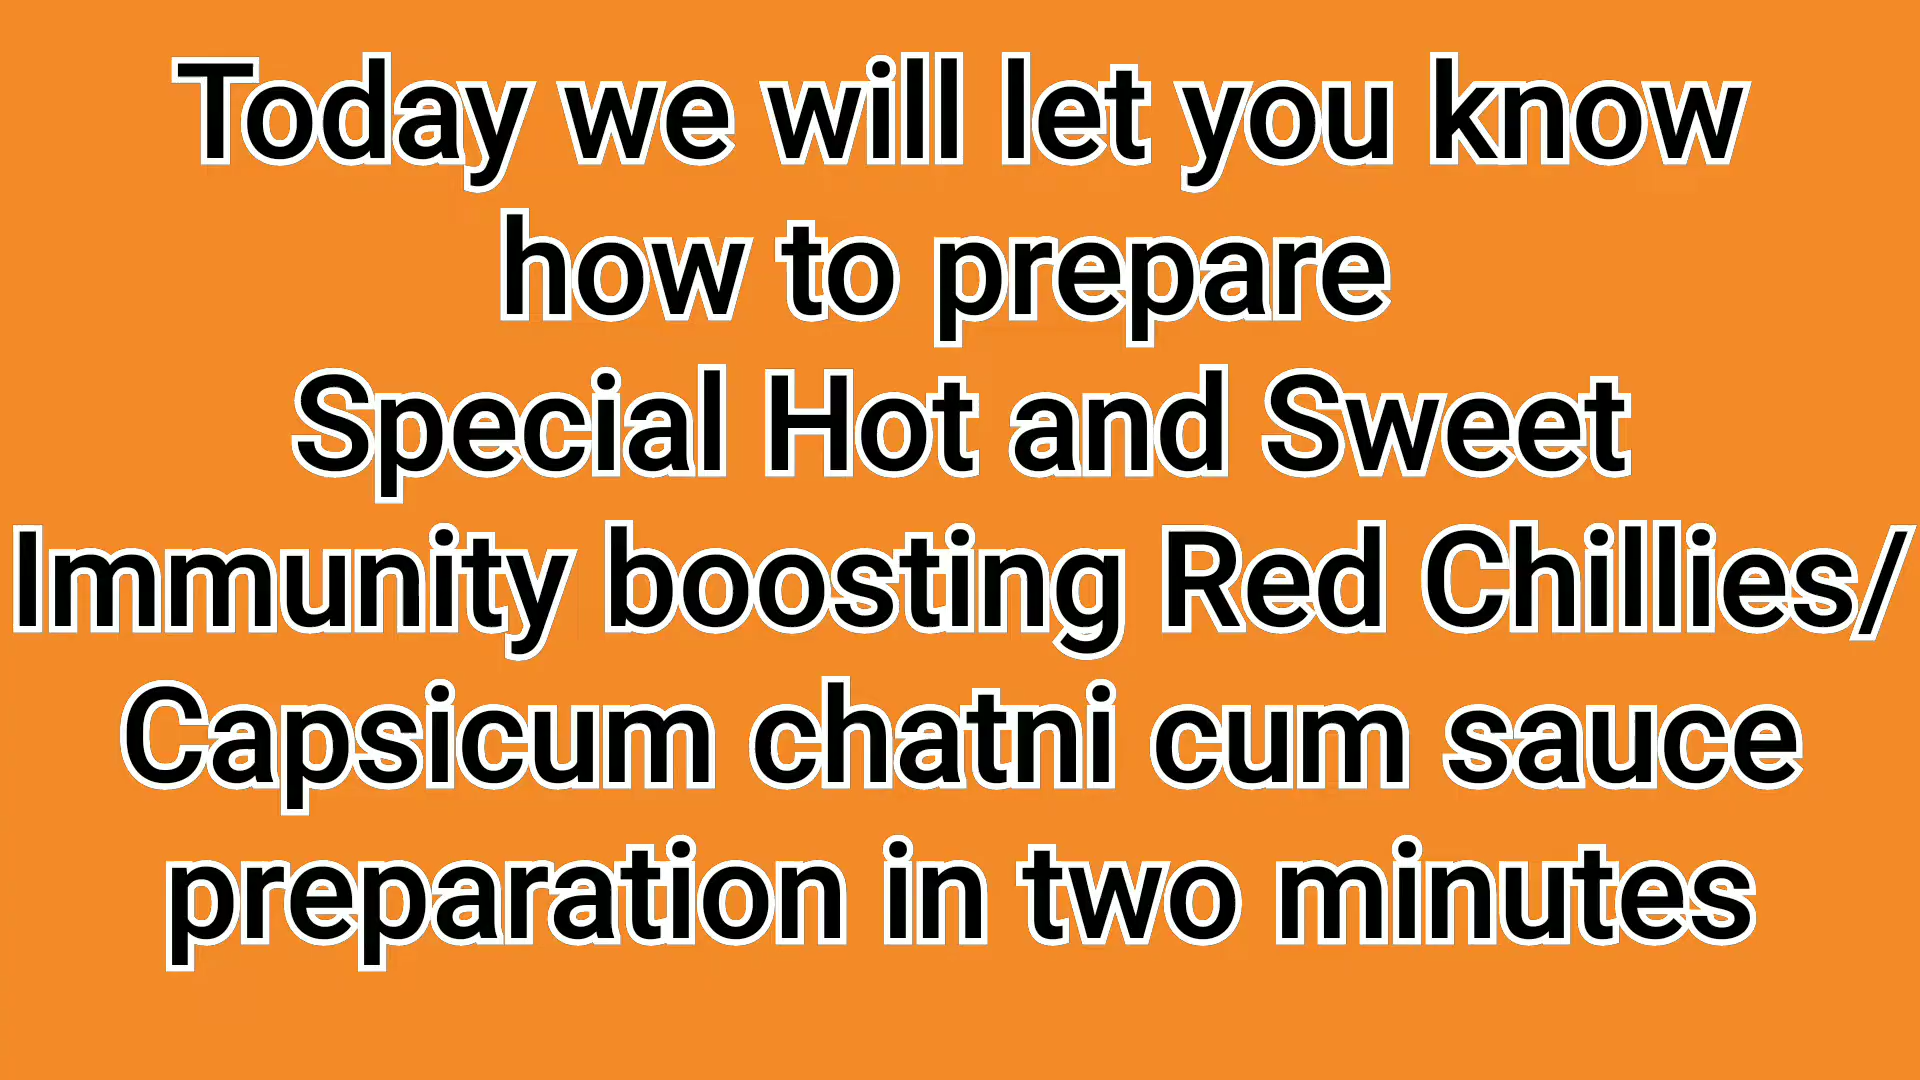 Today we will let you know
how to prepare
Special Hot and Sweet
Immunity boosting Red Chillies/
Capsicum chatni cum sauce
preparation in two minutes